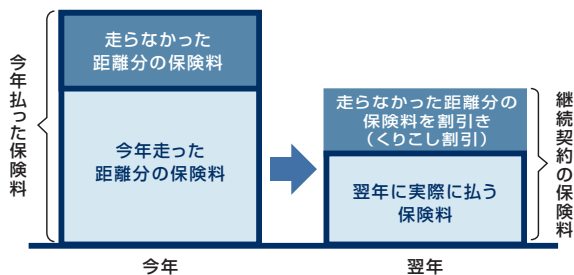 今年払った保険料
走らなかった
距離分の保険料
今年走った
距離分の保険料
走らなかった距離分の
保険料を割引き
（くりこし割引）
翌年に実際に払う
保険料
継続契約の保険料
今年
翌年